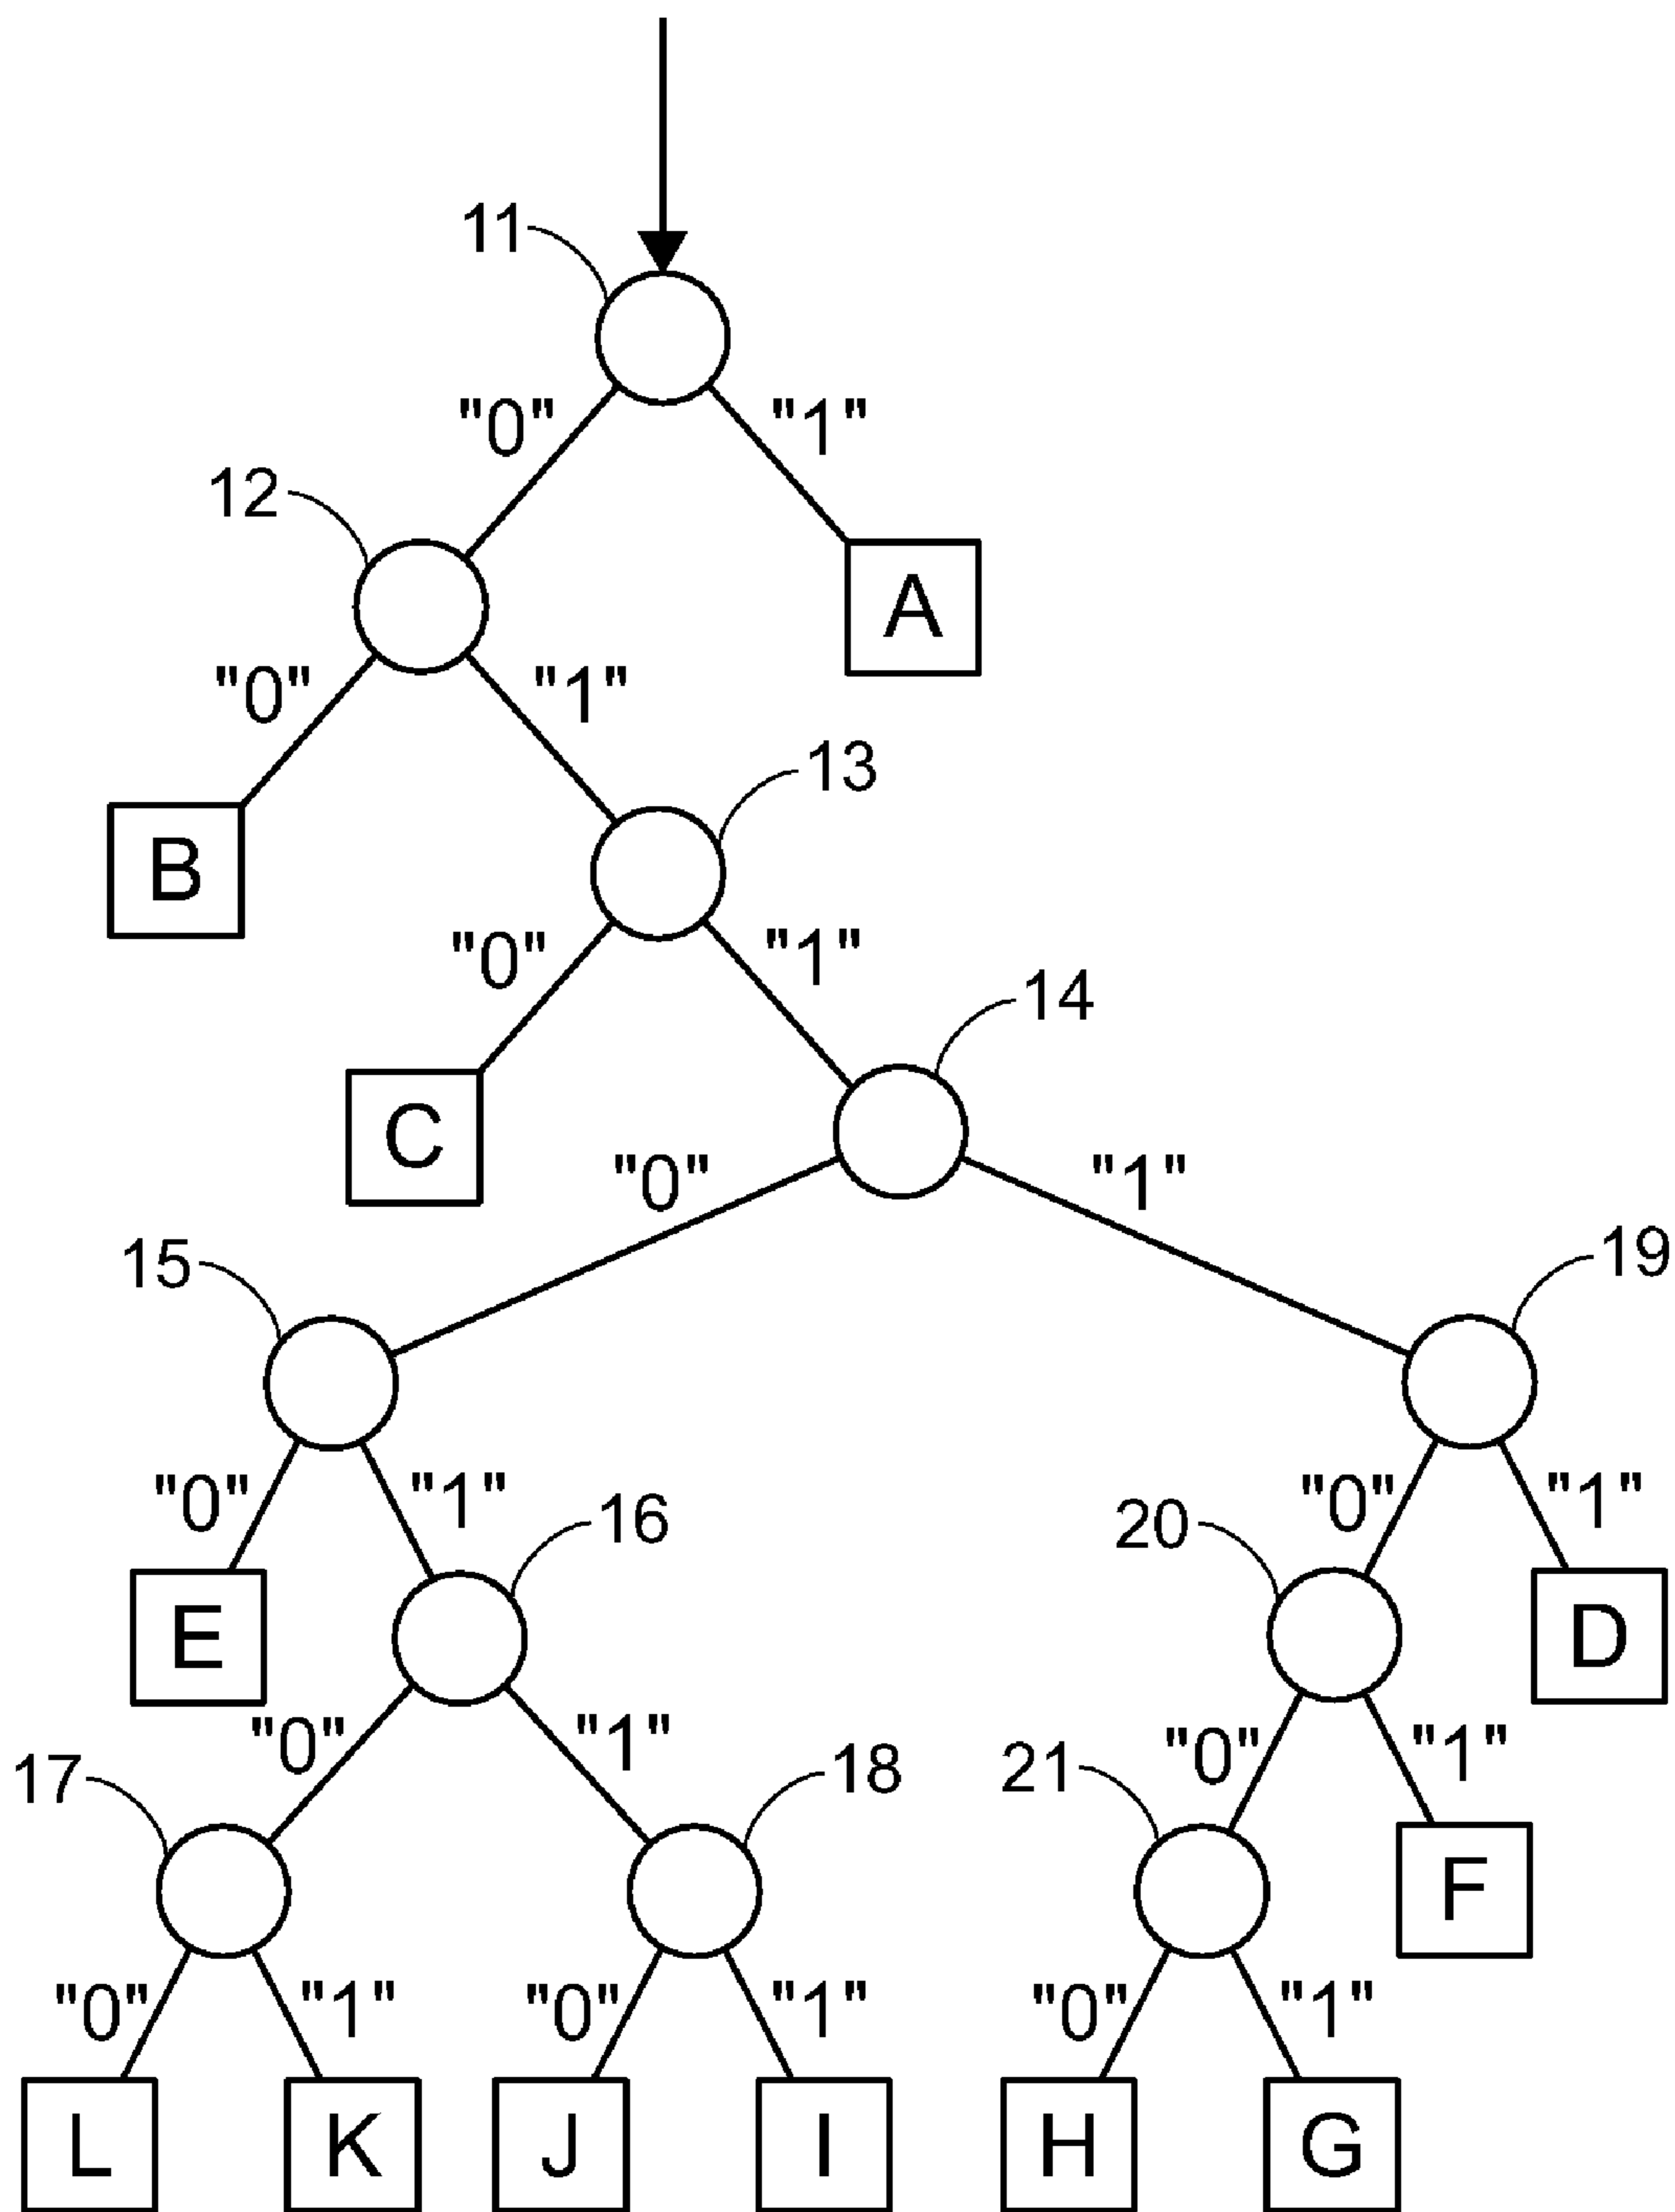 11
"0" "1"
12
A
"0" "1"
13
B
"0" "1"
14
C
"0" "1"
15 19
"0" "1" "0" "1"
16 20
E D
"0" "1" "0" "1"
17 18 21
F
"0" "1" "0" "1" "0" "1"
L K J I H G